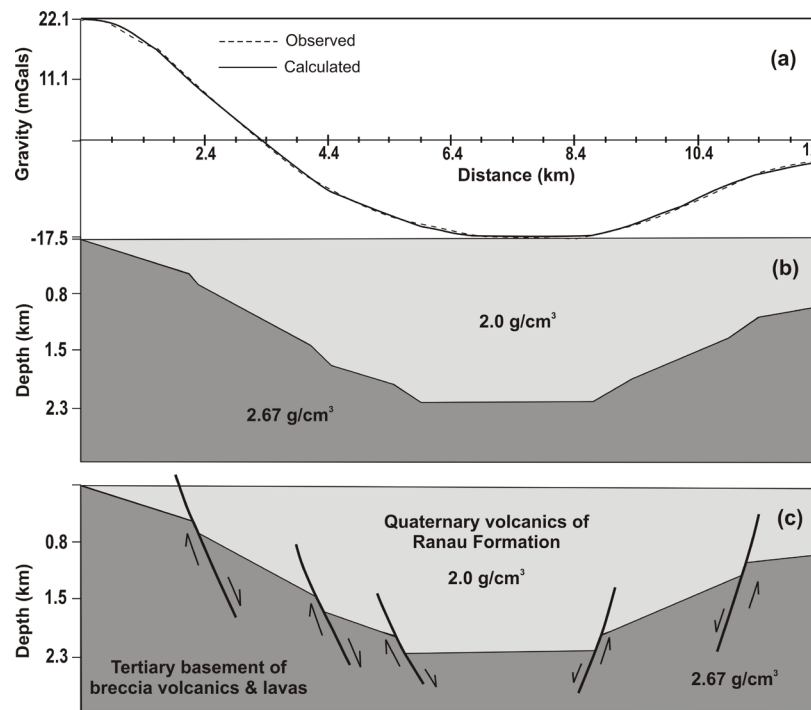 22.1
11.1
-17.5
Gravity (mGals)
Observed
Calculated
(a)
2.4
4.4
6.4
8.4
10.4
Distance (km)
(b)
0.8
1.5
2.3
Depth (km)
2.0 g/cm³
2.67 g/cm³
(c)
0.8
1.5
2.3
Depth (km)
Quaternary volcanics of
Ranau Formation
2.0 g/cm³
Tertiary basement of
breccia volcanics & lavas
2.67 g/cm³